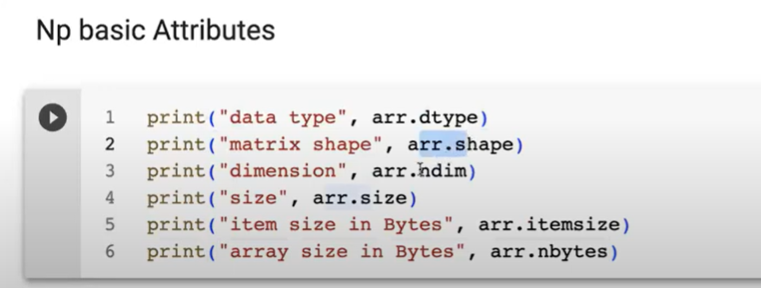 Np basic Attributes
1 print("data type", arr.dtype)
2 print("matrix shape", arr.shape)
3 print("dimension", arr.ndim)
4 print("size", arr.size)
5 print("item size in Bytes", arr.itemsize)
6 print("array size in Bytes", arr.nbytes)